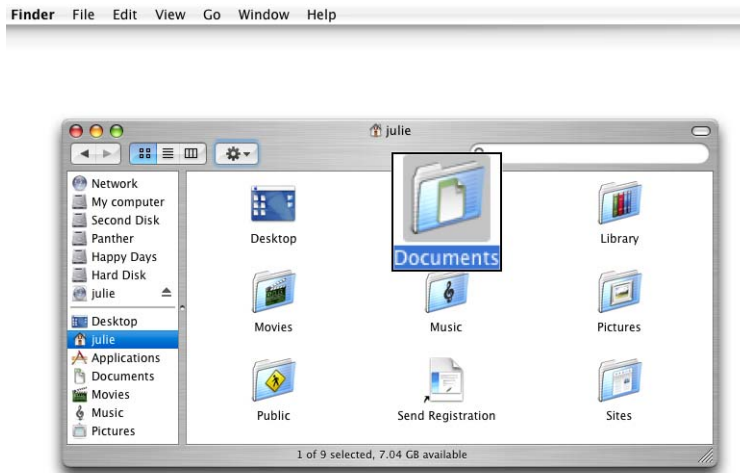 Finder File Edit View Go Window Help
julie
Network
My computer
Second Disk
Panther
Happy Days
Hard Disk
julie
Desktop
julie
Applications
Documents
Movies
Music
Pictures
Desktop
Documents
Library
Movies
Music
Pictures
Public
Send Registration
Sites
1 of 9 selected, 7.04 GB available